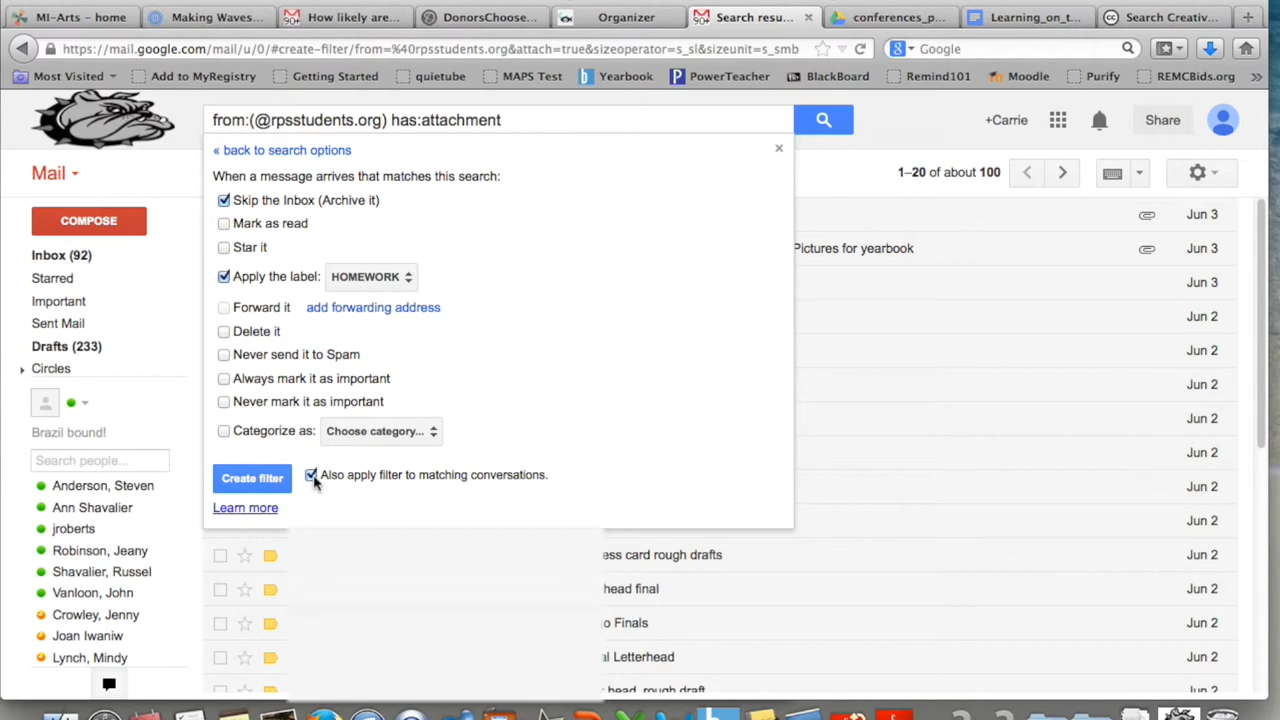 MI-Arts - home
Making Waves...
90+ How likely are...
DonorsChoose...
Organizer
90+ Search resu... ×
conferences_p...
Learning_on_t...
Search Creativ...
https://mail.google.com/mail/u/0/#create-filter/from=%40rpsstudents.org&attach=true&sizeoperator=s_sl&sizeunit=s_smb
Google
Most Visited
Add to MyRegistry
Getting Started
quietube
MAPS Test
Yearbook
PowerTeacher
BlackBoard
Remind101
Moodle
Purify
REMCBids.org
from:(@rpsstudents.org) has:attachment
+Carrie
Share
« back to search options
×
Mail
When a message arrives that matches this search:
1–20 of about 100
Skip the Inbox (Archive it)
COMPOSE
Jun 3
Mark as read
Star it
Pictures for yearbook
Jun 3
Inbox (92)
Starred
Apply the label: HOMEWORK
Jun 3
Important
Forward it add forwarding address
Jun 2
Sent Mail
Delete it
Drafts (233)
Never send it to Spam
Jun 2
Circles
Always mark it as important
Jun 2
Never mark it as important
Jun 2
Brazil bound!
Categorize as: Choose category...
Jun 2
Search people...
Create filter Also apply filter to matching conversations.
Jun 2
Anderson, Steven
Learn more
Ann Shavalier
Jun 2
jroberts
Robinson, Jeany
ess card rough drafts
Jun 2
Shavalier, Russel
Vanloon, John
head final
Jun 2
Crowley, Jenny
o Finals
Jun 2
Joan Iwaniw
Lynch, Mindy
al Letterhead
Jun 2
head, rough draft
Jun 2